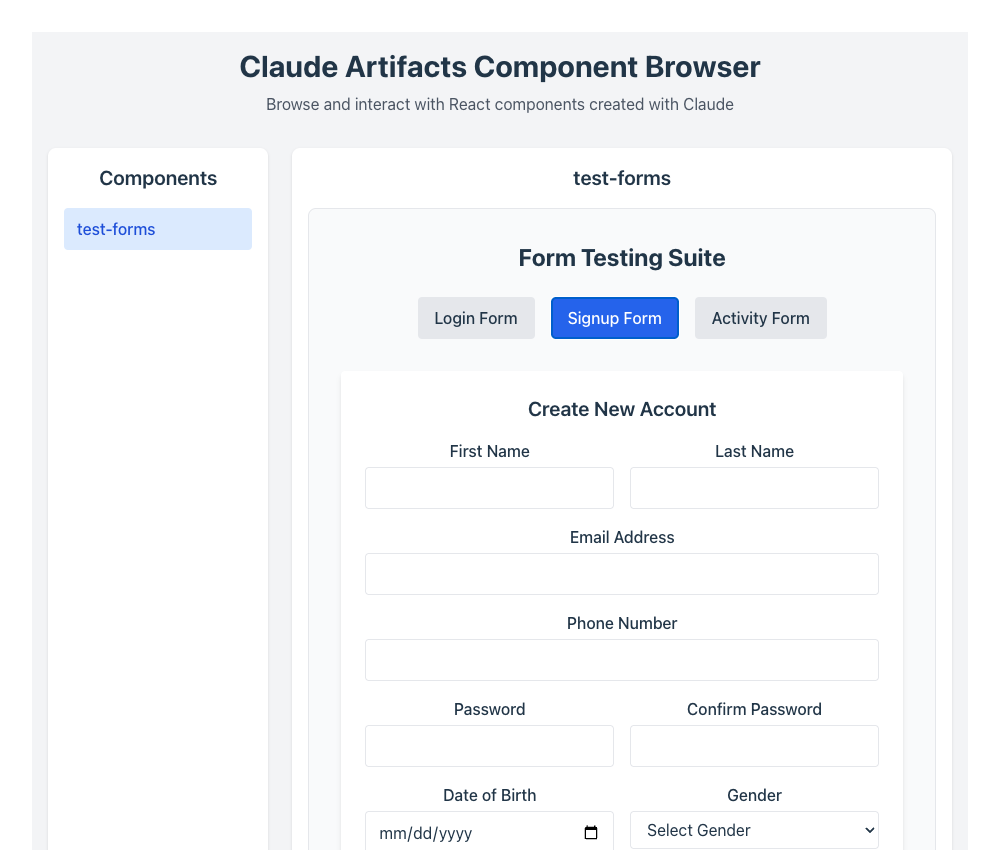 Claude Artifacts Component Browser
Browse and interact with React components created with Claude
Components
test-forms
test-forms
Form Testing Suite
Login Form Signup Form Activity Form
Create New Account
First Name Last Name
Email Address
Phone Number
Password Confirm Password
Date of Birth Gender
mm/dd/yyyy Select Gender